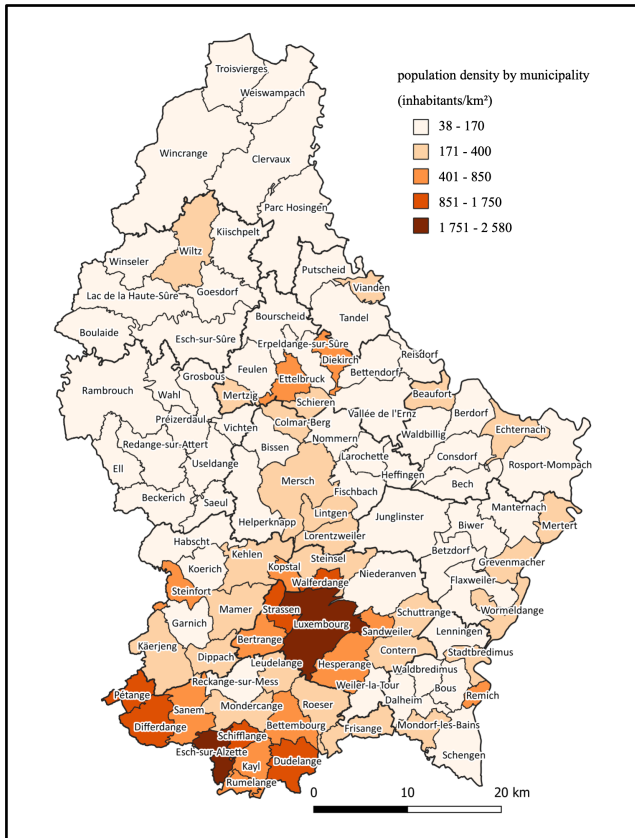 Troisvierges
Weiswampach
population density by municipality
(inhabitants/km²)
38 - 170
171 - 400
401 - 850
851 - 1 750
1 751 - 2 580
Wincrange
Clervaux
Parc Hosingen
Kiischpelt
Wiltz
Winseler
Putscheid
Vianden
Lac de la Haute-Sûre
Goesdorf
Bourscheid
Tandel
Boulaide
Esch-sur-Sûre
Erpeldange-sur-Sûre
Diekirch
Reisdorf
Feulen
Bettendorf
Grosbous
Ettelbruck
Rambrouch
Wahl
Mertzig
Schieren
Beaufort
Berdorf
Préizerdaul
Vichten
Colmar-Berg
Vallée de l'Ernz
Echternach
Nommern
Waldbillig
Redange-sur-Attert
Bissen
Larochette
Consdorf
Ell
Useldange
Heffingen
Rosport-Mompach
Mersch
Bech
Beckerich
Saeul
Fischbach
Manternach
Helperknapp
Lintgen
Junglinster
Biwer
Mertert
Lorentzweiler
Habscht
Kehlen
Steinsel
Betzdorf
Grevenmacher
Koerich
Kopstal
Niederanven
Flaxweiler
Steinfort
Walferdange
Mamer
Strassen
Schuttrange
Wormeldange
Garnich
Luxembourg
Sandweiler
Lenningen
Käerjeng
Bertrange
Contern
Stadtbredimus
Dippach
Leudelange
Hesperange
Waldbredimus
Reckange-sur-Mess
Weiler-la-Tour
Bous
Remich
Pétange
Dalheim
Sanem
Mondercange
Roeser
Differdange
Bettembourg
Frisange
Mondorf-les-Bains
Schifflange
Esch-sur-Alzette
Schengen
Kayl
Dudelange
Rumelange
0 10 20 km